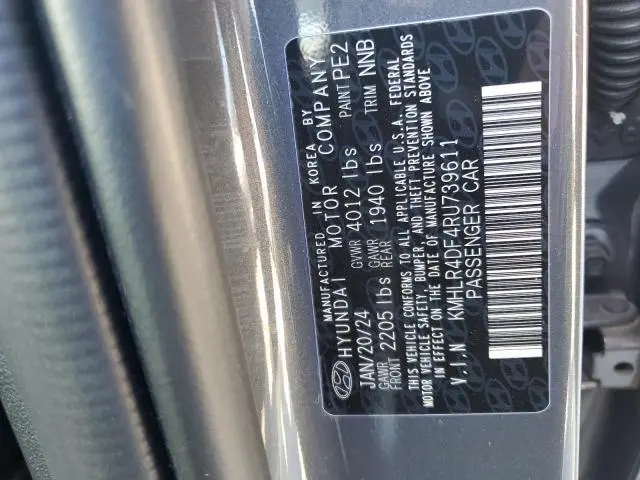 MANUFACTURED IN KOREA BY
HYUNDAI MOTOR COMPANY
JAN/20/24 GVWR 4012 lbs PAINT PE2
GAWR FRONT 2205 lbs GAWR REAR 1940 lbs TRIM NNB
THIS VEHICLE CONFORMS TO ALL APPLICABLE U.S.A. FEDERAL
MOTOR VEHICLE SAFETY, BUMPER, AND THEFT PREVENTION STANDARDS
IN EFFECT ON THE DATE OF MANUFACTURE SHOWN ABOVE
V.I.N KMHLR4DF4RU739611
PASSENGER CAR